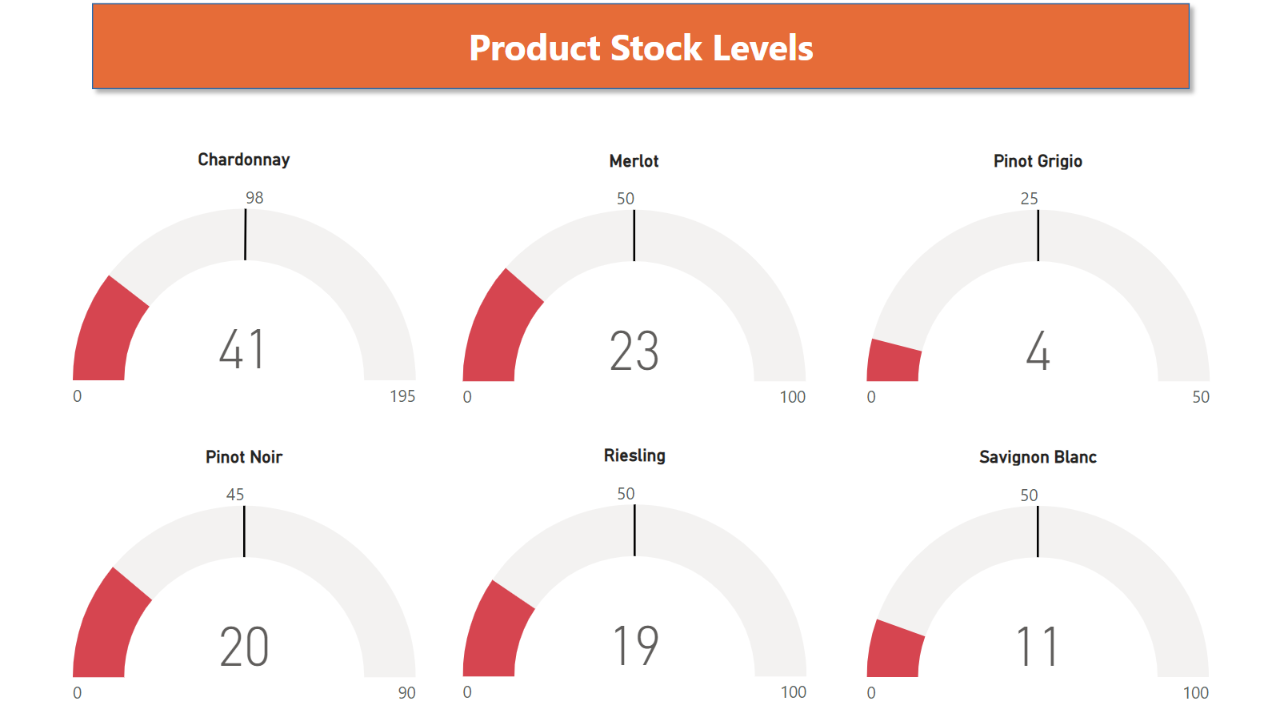 Product Stock Levels
Chardonnay
98
41
0 195
Merlot
50
23
0 100
Pinot Grigio
25
4
0 50
Pinot Noir
45
20
0 90
Riesling
50
19
0 100
Savignon Blanc
50
11
0 100